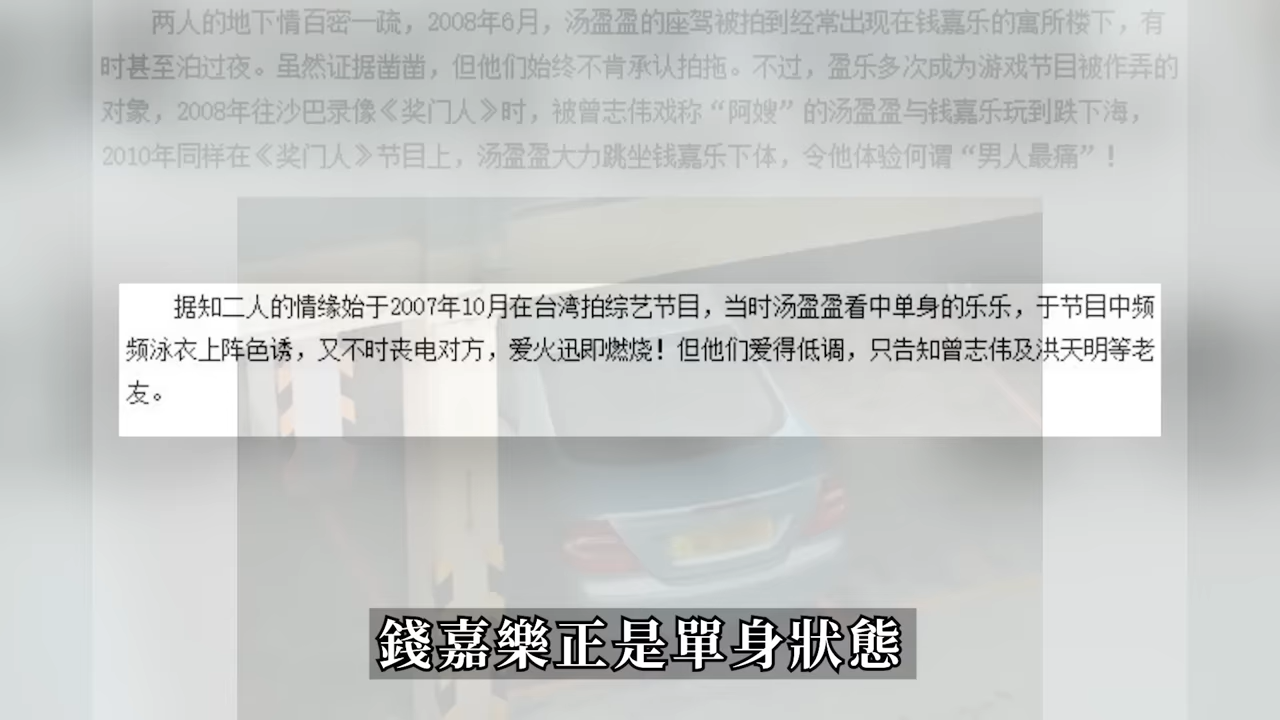 两人的地下情百密一疏，2008年6月，汤盈盈的座驾被拍到经常出现在钱嘉乐的寓所楼下，有
时甚至泊过夜。虽然证据凿凿，但他们始终不肯承认拍拖。不过，盈乐多次成为游戏节目被作弄的
对象，2008年往沙巴录像《奖门人》时，被曾志伟戏称“阿嫂”的汤盈盈与钱嘉乐玩到跌下海，
2010年同样在《奖门人》节目上，汤盈盈大力跳坐钱嘉乐下体，令他体验何谓“男人最痛”！
据知二人的情缘始于2007年10月在台湾拍综艺节目，当时汤盈盈看中单身的乐乐，于节目中频
频泳衣上阵色诱，又不时丧电对方，爱火迅即燃烧！但他们爱得低调，只告知曾志伟及洪天明等老
友。
錢嘉樂正是單身狀態